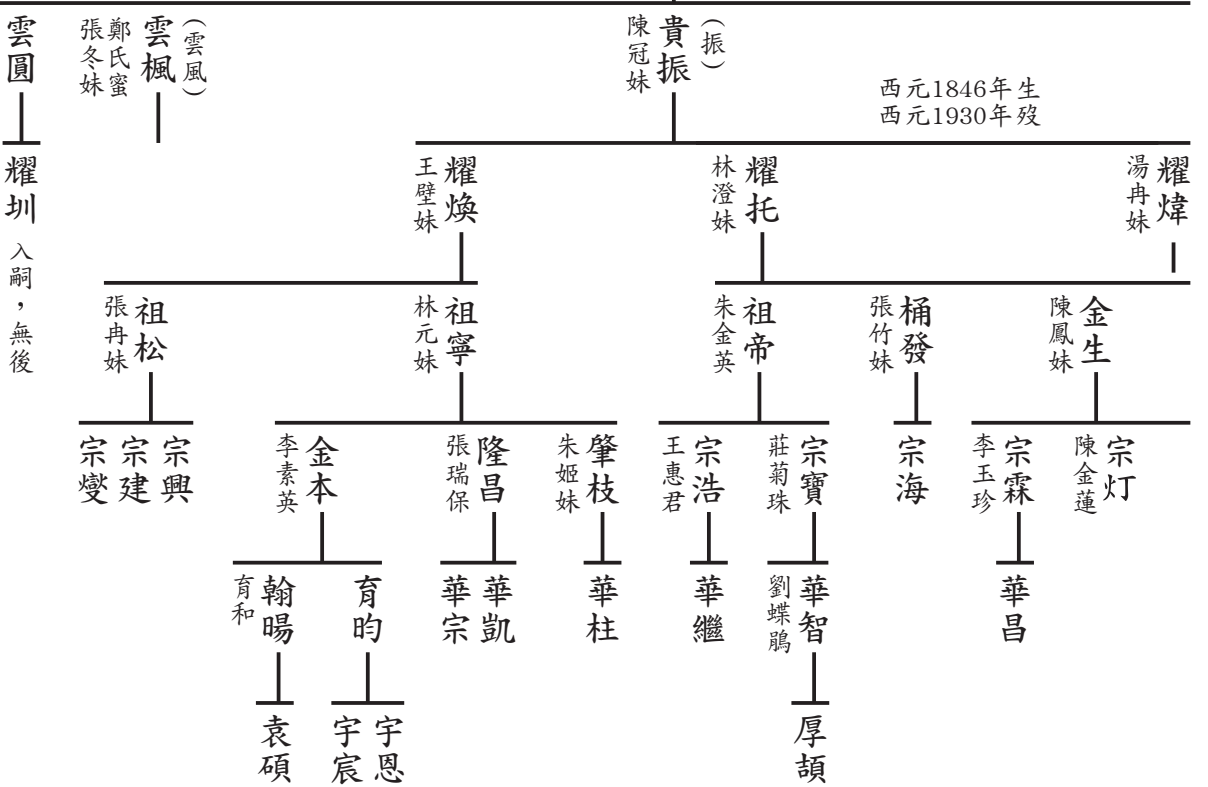 （振）
貴振
陳冠妹
（雲風）
雲楓
鄭氏蜜
張冬妹
雲圓
西元1846年生
西元1930年歿
耀煒
湯冉妹
耀托
林澄妹
耀煥
王壁妹
耀圳
入嗣，無後
金生
陳鳳妹
桶發
張竹妹
祖帝
朱金英
祖寧
林元妹
祖松
張冉妹
宗灯
陳金蓮
宗霖
李玉珍
宗海
宗寶
莊菊珠
宗浩
王惠君
肇枝
朱姬妹
隆昌
張瑞保
金本
李素英
宗興
宗建
宗燮
華昌
華智
劉蝶鵑
華繼
華柱
華凱
華宗
育昀
翰暘
育和
厚頡
宇恩
宇宸
袁碩